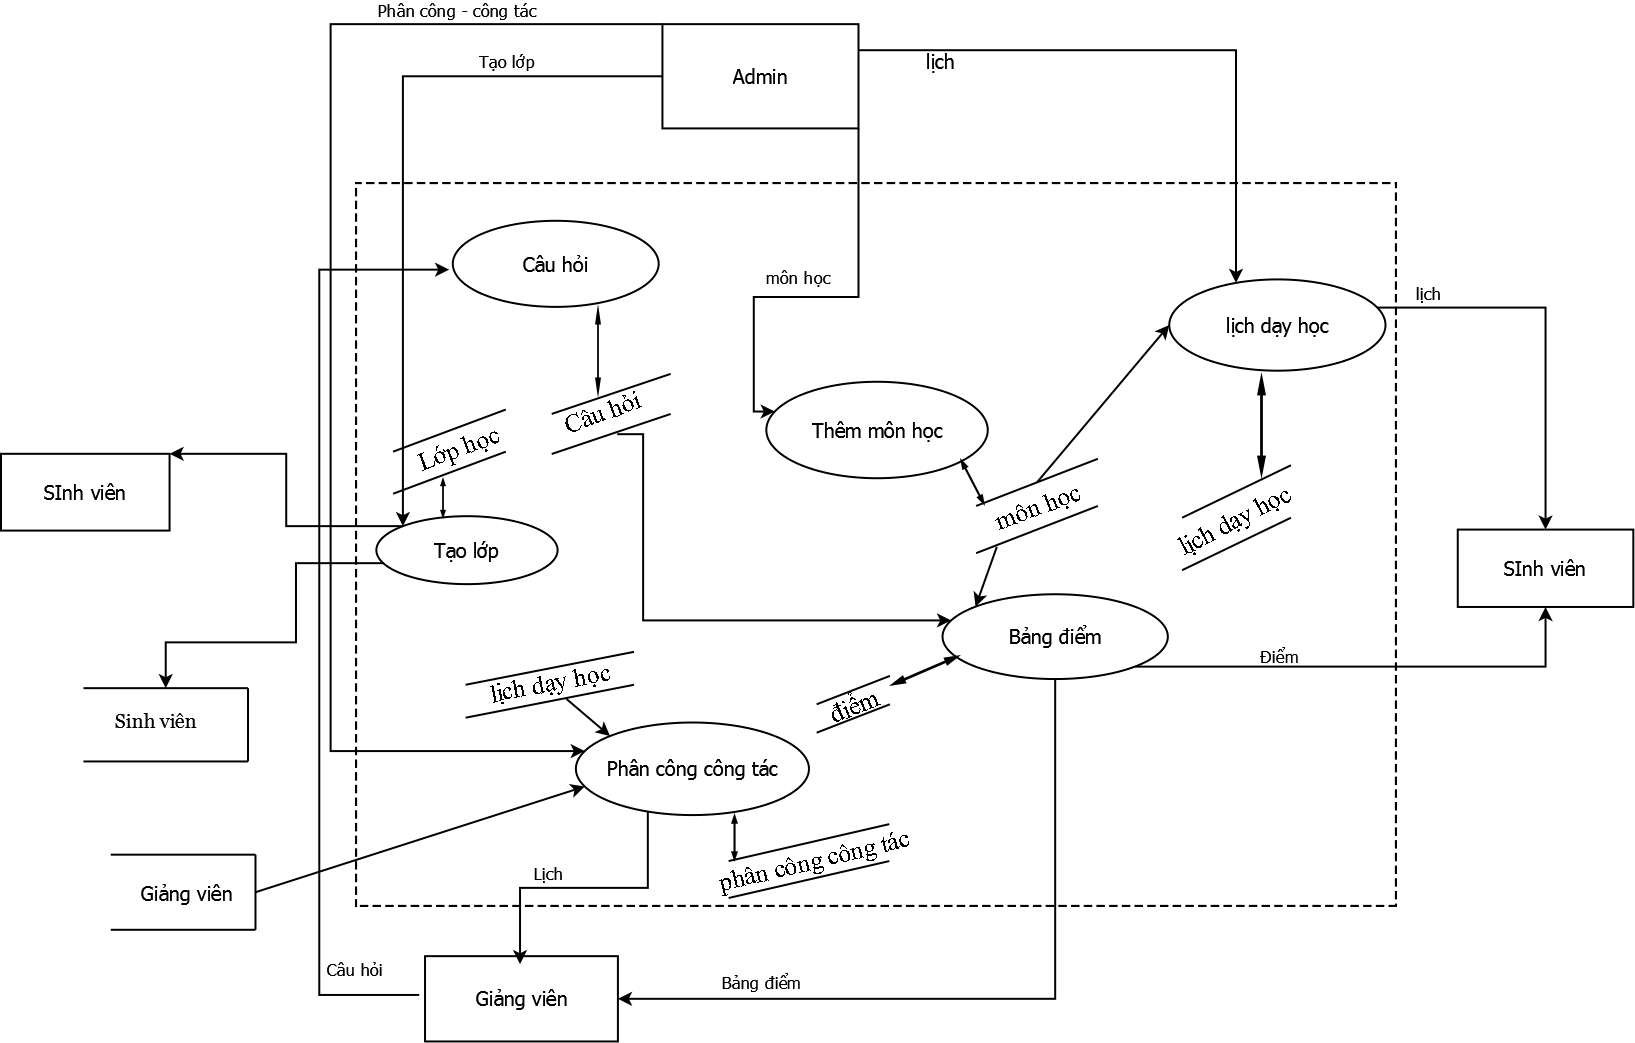 Phân công - công tác
Tạo lớp
Admin
lịch
Câu hỏi
môn học
lịch dạy học
lịch
Câu hỏi
Thêm môn học
Lớp học
SInh viên
môn học
lịch dạy học
Tạo lớp
SInh viên
Bảng điểm
Điểm
lịch dạy học
điểm
Sinh viên
Phân công công tác
phân công công tác
Lịch
Giảng viên
Câu hỏi
Bảng điểm
Giảng viên